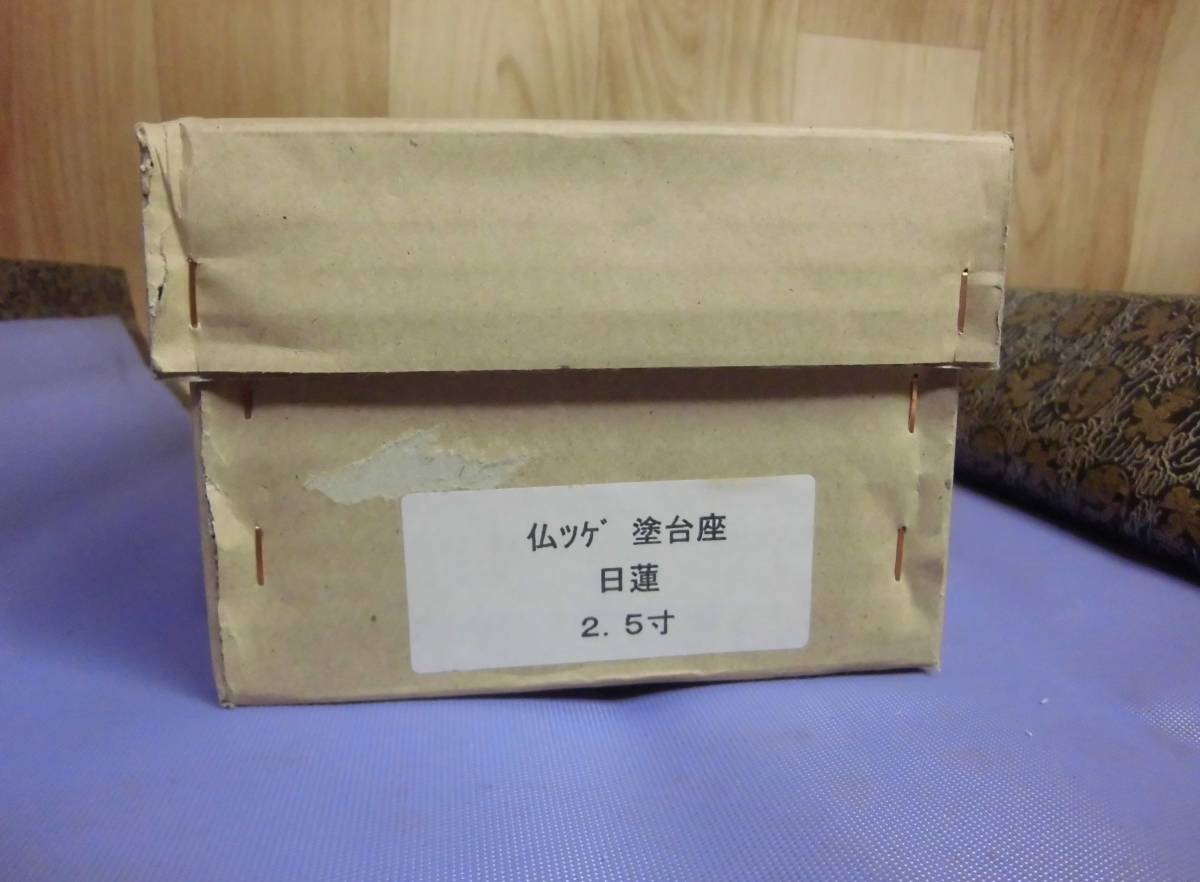 仏ﾂｹﾞ 塗台座
日蓮
2. 5寸